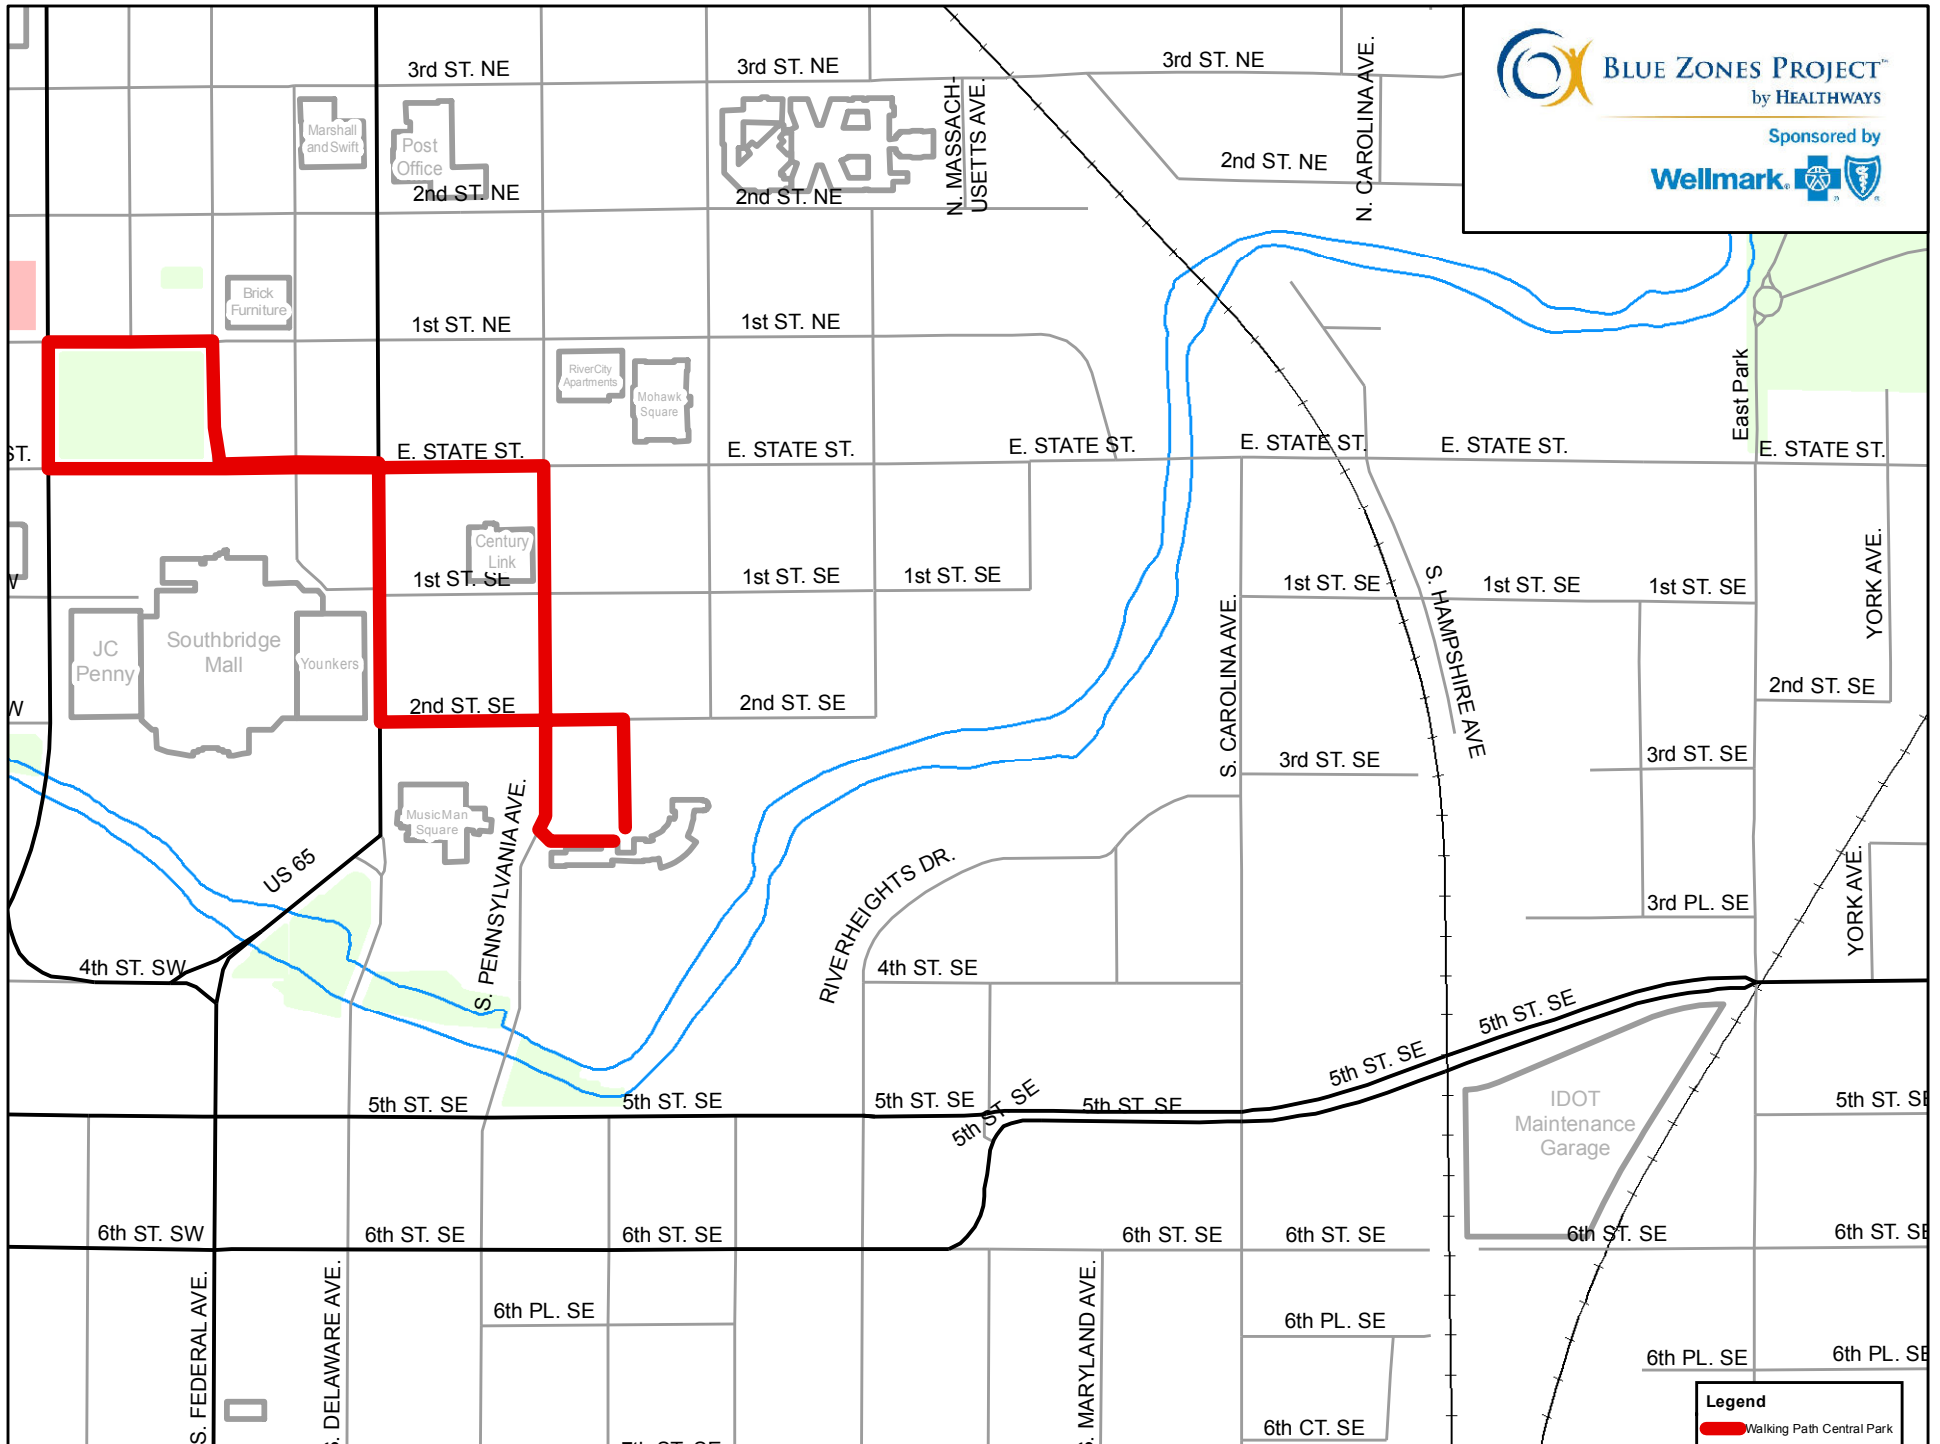 3rd ST. NE
3rd ST. NE
3rd ST. NE
BLUE ZONES PROJECT
by HEALTHWAYS
Sponsored by
Wellmark.
N. MASSACH-
USETTS AVE.
N. CAROLINA AVE.
Marshall
and Swift
Post
Office
2nd ST. NE
2nd ST. NE
2nd ST. NE
Brick
Furniture
1st ST. NE
1st ST. NE
RiverCity
Apartments
Mohawk
Square
East Park
ST.
E. STATE ST.
E. STATE ST.
E. STATE ST.
E. STATE ST.
E. STATE ST.
E. STATE ST.
Century
Link
W
1st ST. SE
1st ST. SE
1st ST. SE
1st ST. SE
1st ST. SE
1st ST. SE
YORK AVE.
S. HAMPSHIRE AVE
S. CAROLINA AVE.
JC
Penny
Southbridge
Mall
Younkers
W
2nd ST. SE
2nd ST. SE
2nd ST. SE
3rd ST. SE
3rd ST. SE
MusicMan
Square
S. PENNSYLVANIA AVE.
US 65
RIVERHEIGHTS DR.
YORK AVE.
3rd PL. SE
4th ST. SW
4th ST. SE
5th ST. SE
5th ST. SE
5th ST. SE
5th ST. SE
5th ST. SE
5th ST. SE
5th ST. SE
5th ST. SE
IDOT
Maintenance
Garage
6th ST. SW
6th ST. SE
6th ST. SE
6th ST. SE
6th ST. SE
6th ST. SE
6th ST. SE
S. FEDERAL AVE.
S. DELAWARE AVE.
S. MARYLAND AVE.
6th PL. SE
6th PL. SE
6th PL. SE
6th PL. SE
6th CT. SE
7th ST. SE
Legend
Walking Path Central Park